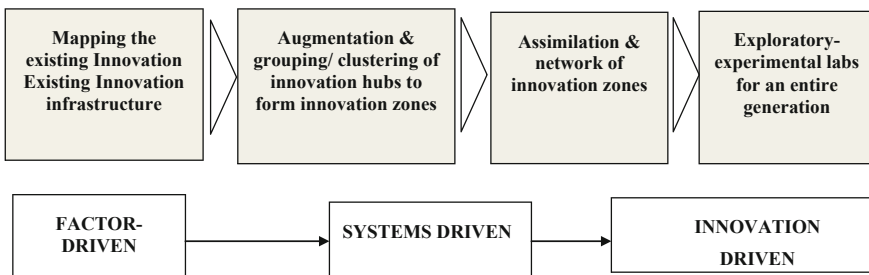 Mapping the
existing Innovation
Existing Innovation
infrastructure
Augmentation &
grouping/ clustering of
innovation hubs to
form innovation zones
Assimilation &
network of
innovation zones
Exploratory-
experimental labs
for an entire
generation
FACTOR-
DRIVEN
SYSTEMS DRIVEN
INNOVATION
DRIVEN